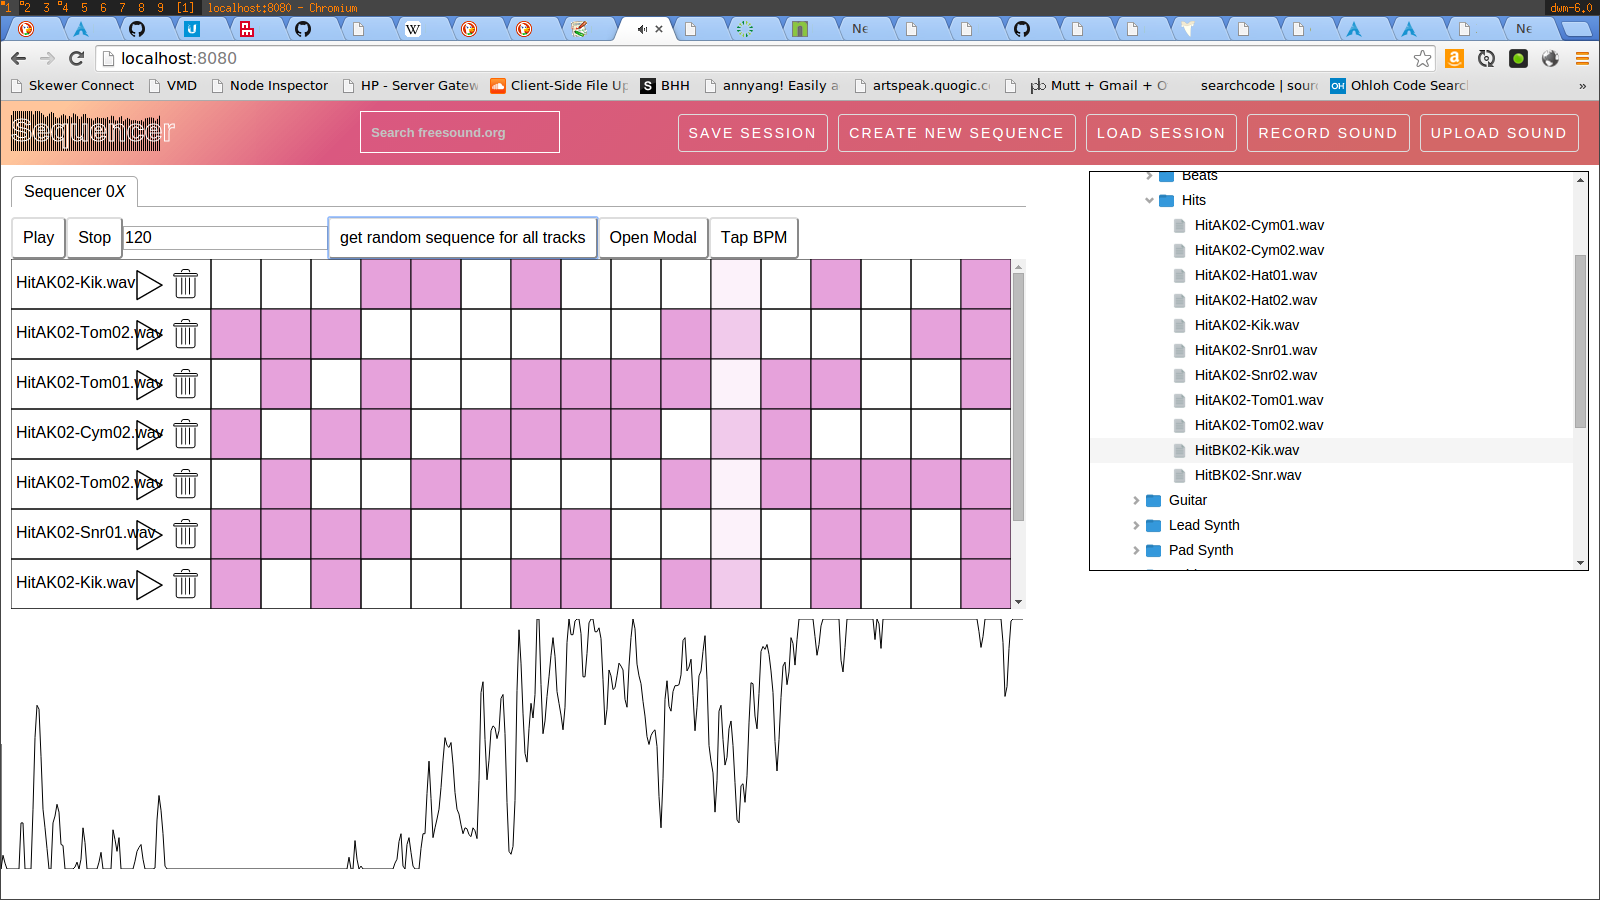 1 2 3 4 5 6 7 8 9 [1] localhost:8080 - Chromium dwm-6.0
W Ne Ne
localhost:8080
Skewer Connect VMD Node Inspector HP - Server Gatew Client-Side File Up BHH annyang! Easily a artspeak.quogic.c Mutt + Gmail + O searchcode | sour Ohloh Code Searc »
Sequencer Search freesound.org SAVE SESSION CREATE NEW SEQUENCE LOAD SESSION RECORD SOUND UPLOAD SOUND
Sequencer 0X
Play Stop 120 get random sequence for all tracks Open Modal Tap BPM
HitAK02-Kik.wav
HitAK02-Tom02.wav
HitAK02-Tom01.wav
HitAK02-Cym02.wav
HitAK02-Tom02.wav
HitAK02-Snr01.wav
HitAK02-Kik.wav
Beats
Hits
HitAK02-Cym01.wav
HitAK02-Cym02.wav
HitAK02-Hat01.wav
HitAK02-Hat02.wav
HitAK02-Kik.wav
HitAK02-Snr01.wav
HitAK02-Snr02.wav
HitAK02-Tom01.wav
HitAK02-Tom02.wav
HitBK02-Kik.wav
HitBK02-Snr.wav
Guitar
Lead Synth
Pad Synth